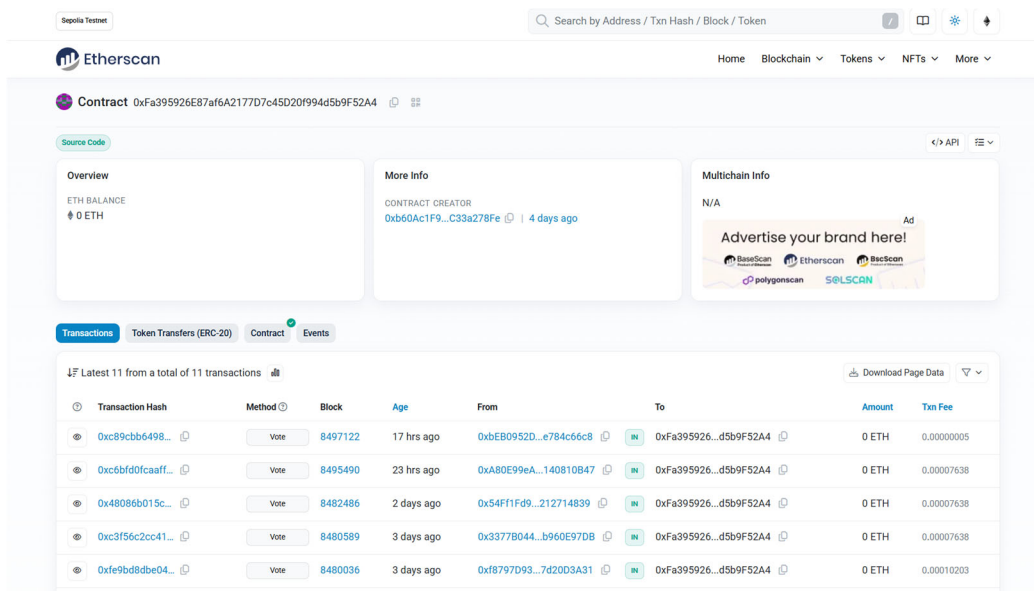 Sepolia Testnet
Search by Address / Txn Hash / Block / Token
/
Etherscan
Home Blockchain Tokens NFTs More
Contract 0xFa395926E87af6A2177D7c45D20f994d5b9F52A4
Source Code
</> API
Overview
ETH BALANCE
0 ETH
More Info
CONTRACT CREATOR
0xb60Ac1F9...C33a278Fe | 4 days ago
Multichain Info
N/A
Ad
Advertise your brand here!
BaseScan Etherscan BscScan
polygonscan SOLSCAN
Transactions Token Transfers (ERC-20) Contract Events
Latest 11 from a total of 11 transactions
Download Page Data
Transaction Hash Method Block Age From To Amount Txn Fee
0xc89cbb6498... Vote 8497122 17 hrs ago 0xbEB0952D...e784c66c8 IN 0xFa395926...d5b9F52A4 0 ETH 0.00000005
0xc6bfd0fcaaff... Vote 8495490 23 hrs ago 0xA80E99eA...140810B47 IN 0xFa395926...d5b9F52A4 0 ETH 0.00007638
0x48086b015c... Vote 8482486 2 days ago 0x54Ff1Fd9...212714839 IN 0xFa395926...d5b9F52A4 0 ETH 0.00007638
0xc3f56c2cc41... Vote 8480589 3 days ago 0x3377B044...b960E97DB IN 0xFa395926...d5b9F52A4 0 ETH 0.00007638
0xfe9bd8dbe04... Vote 8480036 3 days ago 0xf8797D93...7d20D3A31 IN 0xFa395926...d5b9F52A4 0 ETH 0.00010203